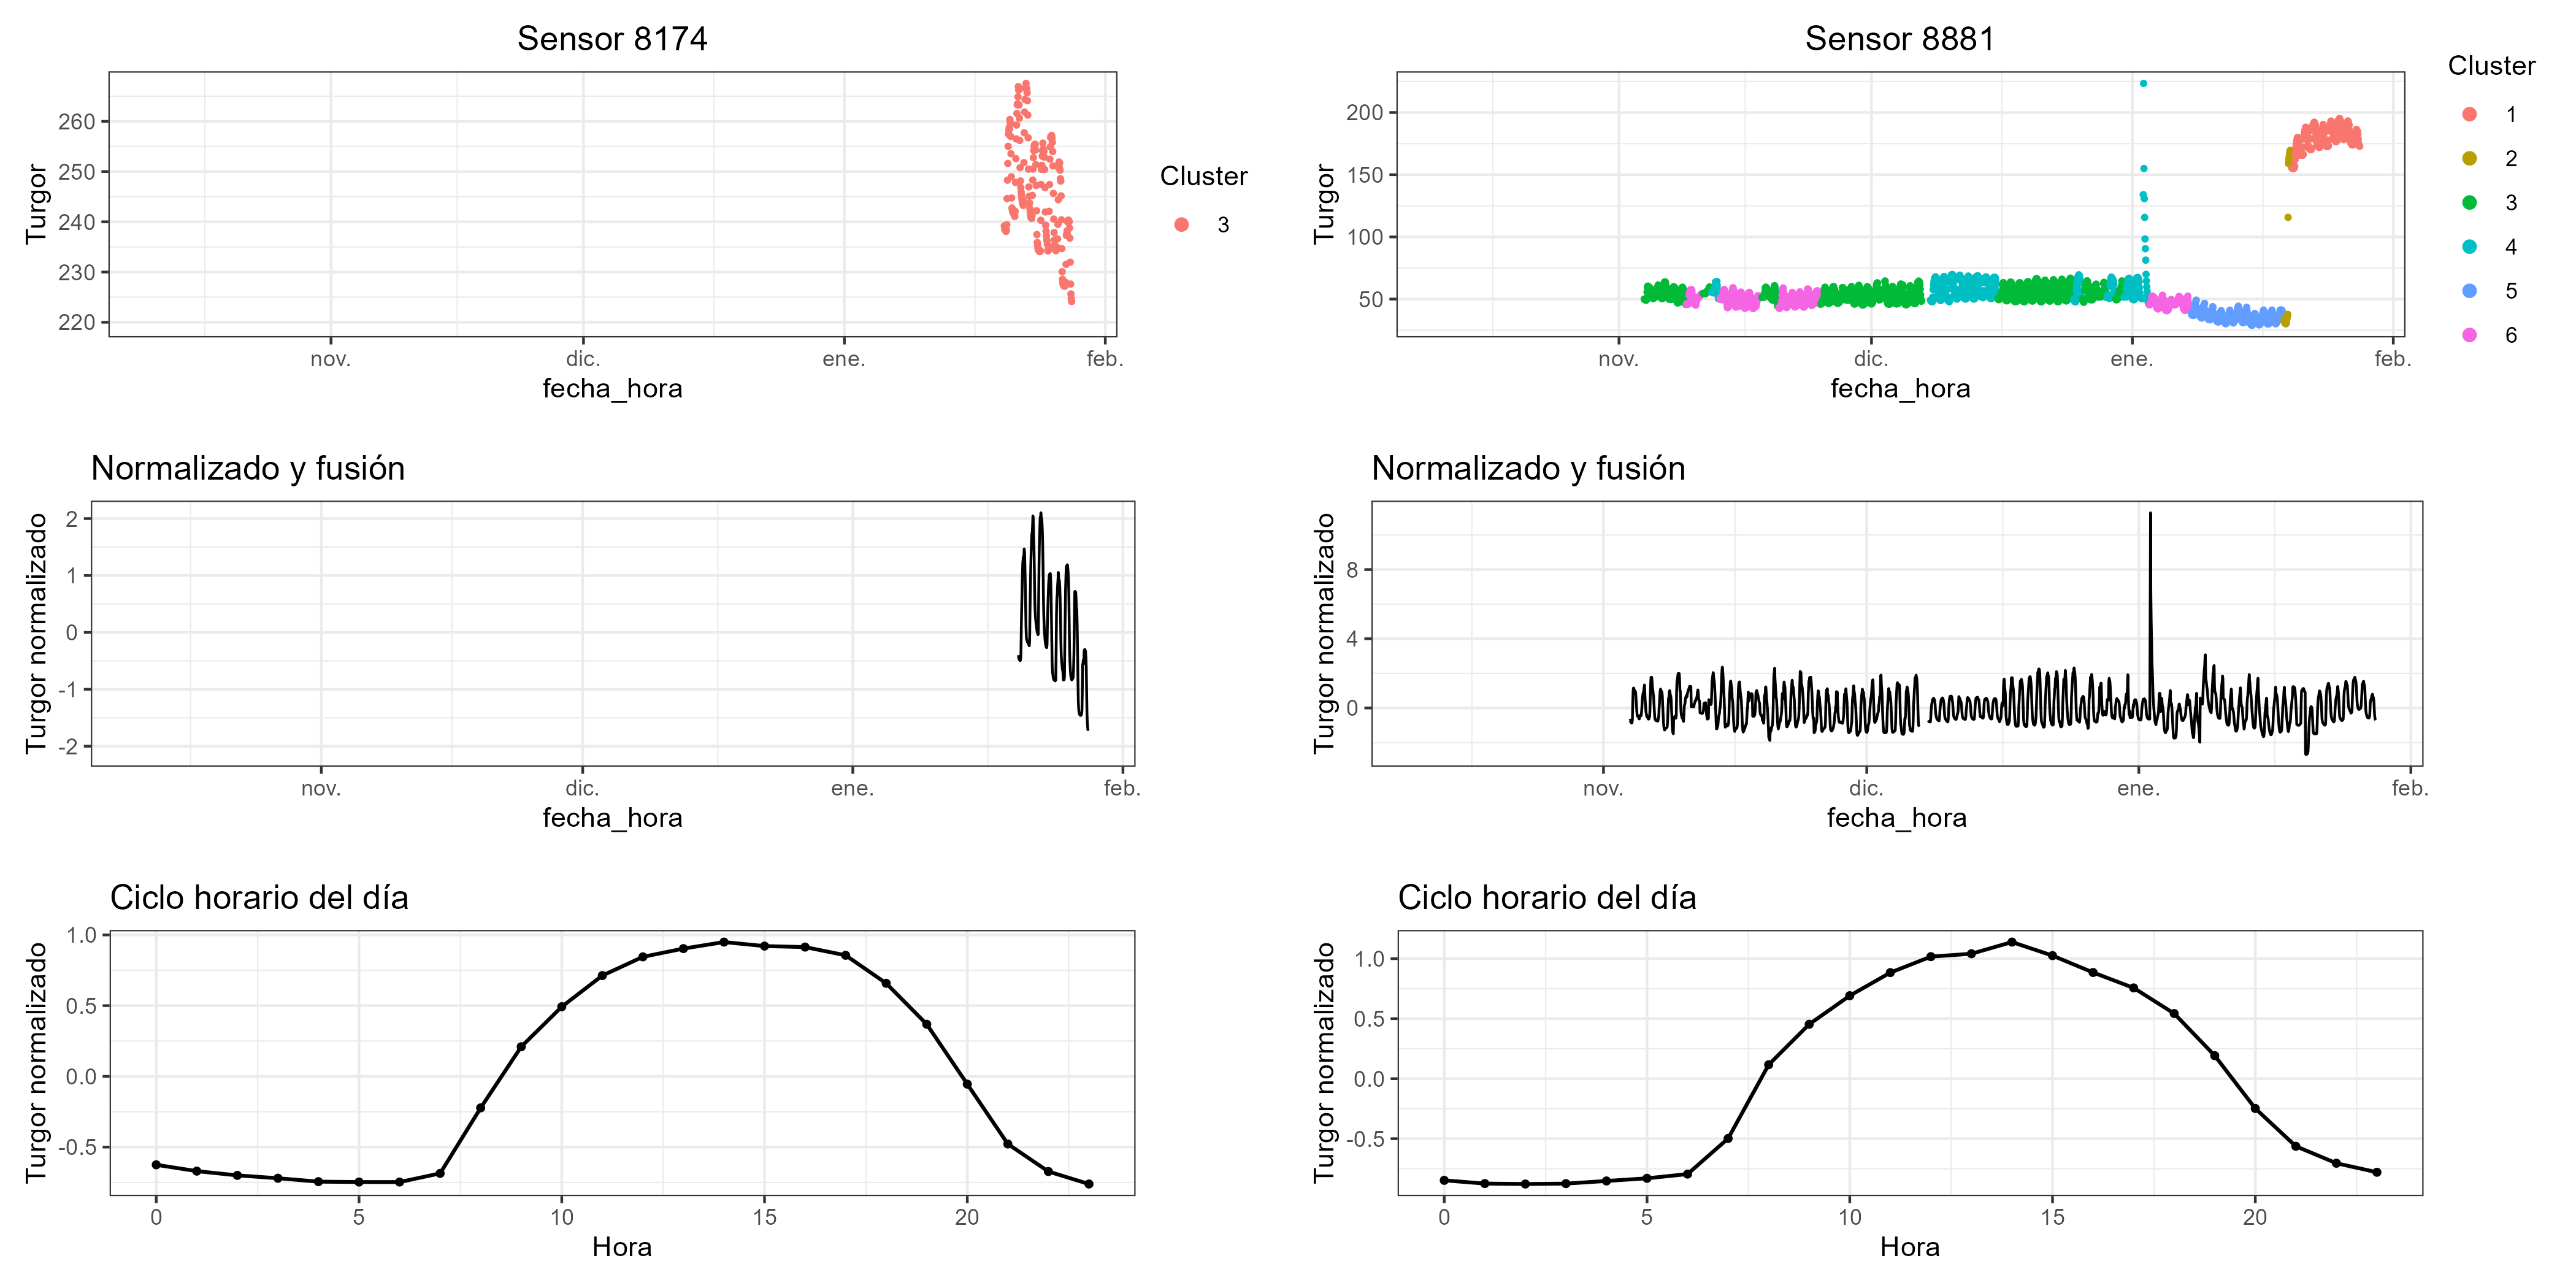 Sensor 8174
Turgor
260
250
240
230
220
nov.
dic.
ene.
feb.
fecha_hora
Cluster
3
Sensor 8881
Turgor
200
150
100
50
nov.
dic.
ene.
feb.
fecha_hora
Cluster
1
2
3
4
5
6
Normalizado y fusión
Turgor normalizado
2
1
0
-1
-2
nov.
dic.
ene.
feb.
fecha_hora
Normalizado y fusión
Turgor normalizado
8
4
0
nov.
dic.
ene.
feb.
fecha_hora
Ciclo horario del día
Turgor normalizado
1.0
0.5
0.0
-0.5
0
5
10
15
20
Hora
Ciclo horario del día
Turgor normalizado
1.0
0.5
0.0
-0.5
0
5
10
15
20
Hora